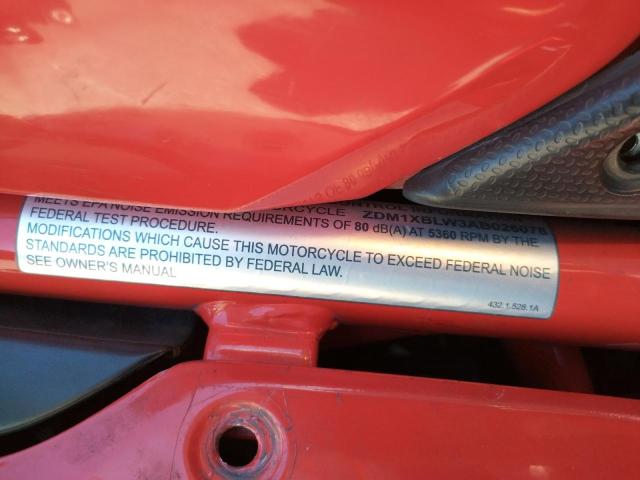 CYCLE ZDM1XBLW3AB026078
MEETS EPA NOISE EMISSION REQUIREMENTS OF 80 dB(A) AT 5360 RPM BY THE
FEDERAL TEST PROCEDURE.
MODIFICATIONS WHICH CAUSE THIS MOTORCYCLE TO EXCEED FEDERAL NOISE
STANDARDS ARE PROHIBITED BY FEDERAL LAW.
SEE OWNER'S MANUAL
432.1.528.1A